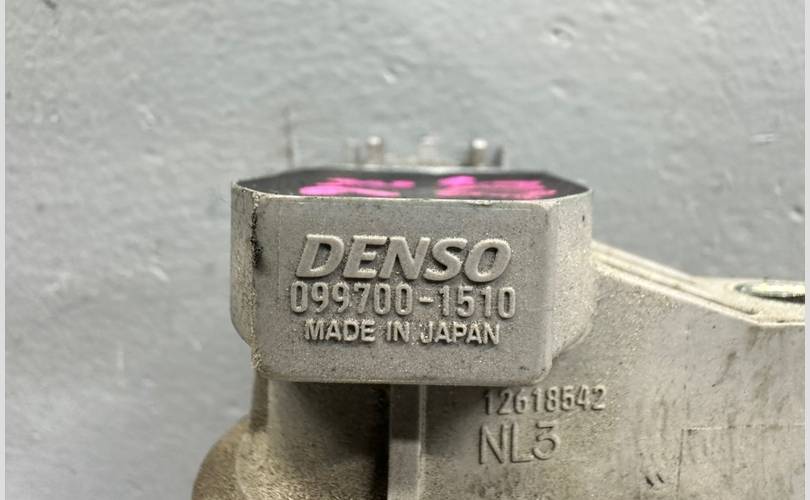 DENSO
099700-1510
MADE IN JAPAN
12618542
NL3